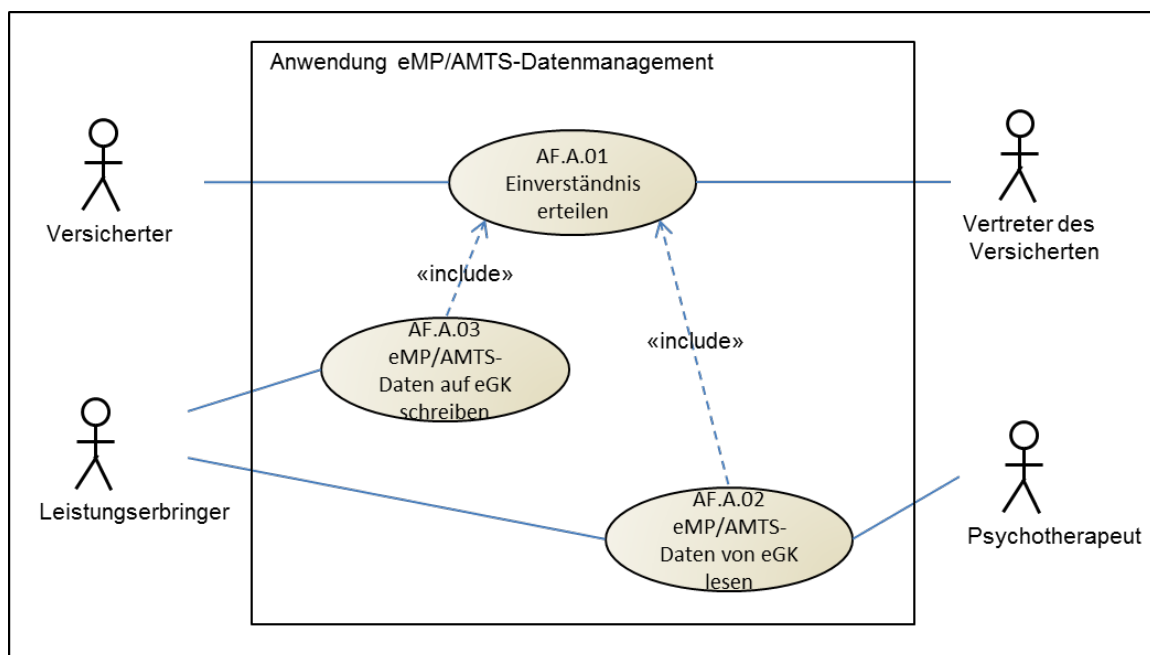 Anwendung eMP/AMTS-Datenmanagement
AF.A.01
Einverständnis
erteilen
Versicherter
Vertreter des
Versicherten
«include»
AF.A.03
eMP/AMTS-
Daten auf eGK
schreiben
«include»
Leistungserbringer
AF.A.02
eMP/AMTS-
Daten von eGK
lesen
Psychotherapeut